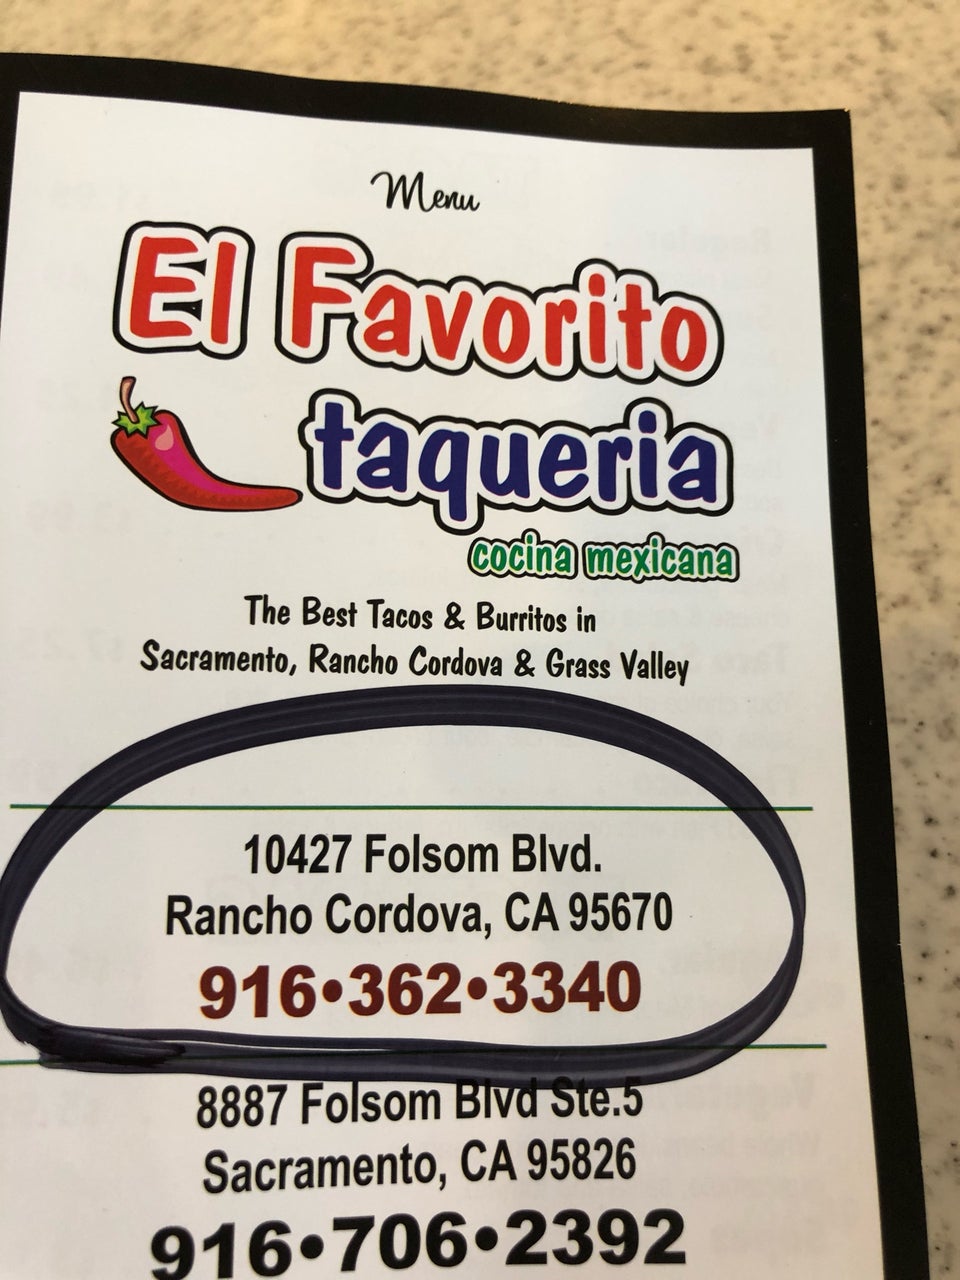 Menu
El Favorito
taqueria
cocina mexicana
The Best Tacos & Burritos in
Sacramento, Rancho Cordova & Grass Valley
10427 Folsom Blvd.
Rancho Cordova, CA 95670
916•362•3340
8887 Folsom Blvd Ste.5
Sacramento, CA 95826
916•706•2392